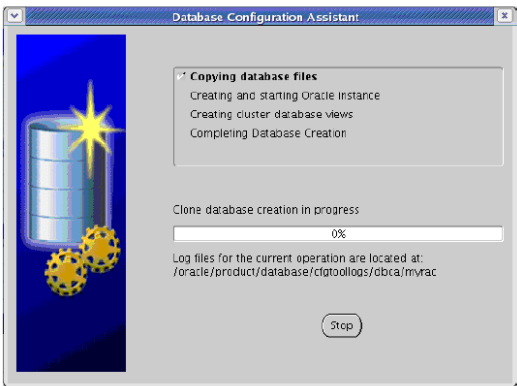 Database Configuration Assistant
Copying database files
Creating and starting Oracle instance
Creating cluster database views
Completing Database Creation
Clone database creation in progress
0%
Log files for the current operation are located at:
/oracle/product/database/cfgtoollogs/dbca/myrac
Stop